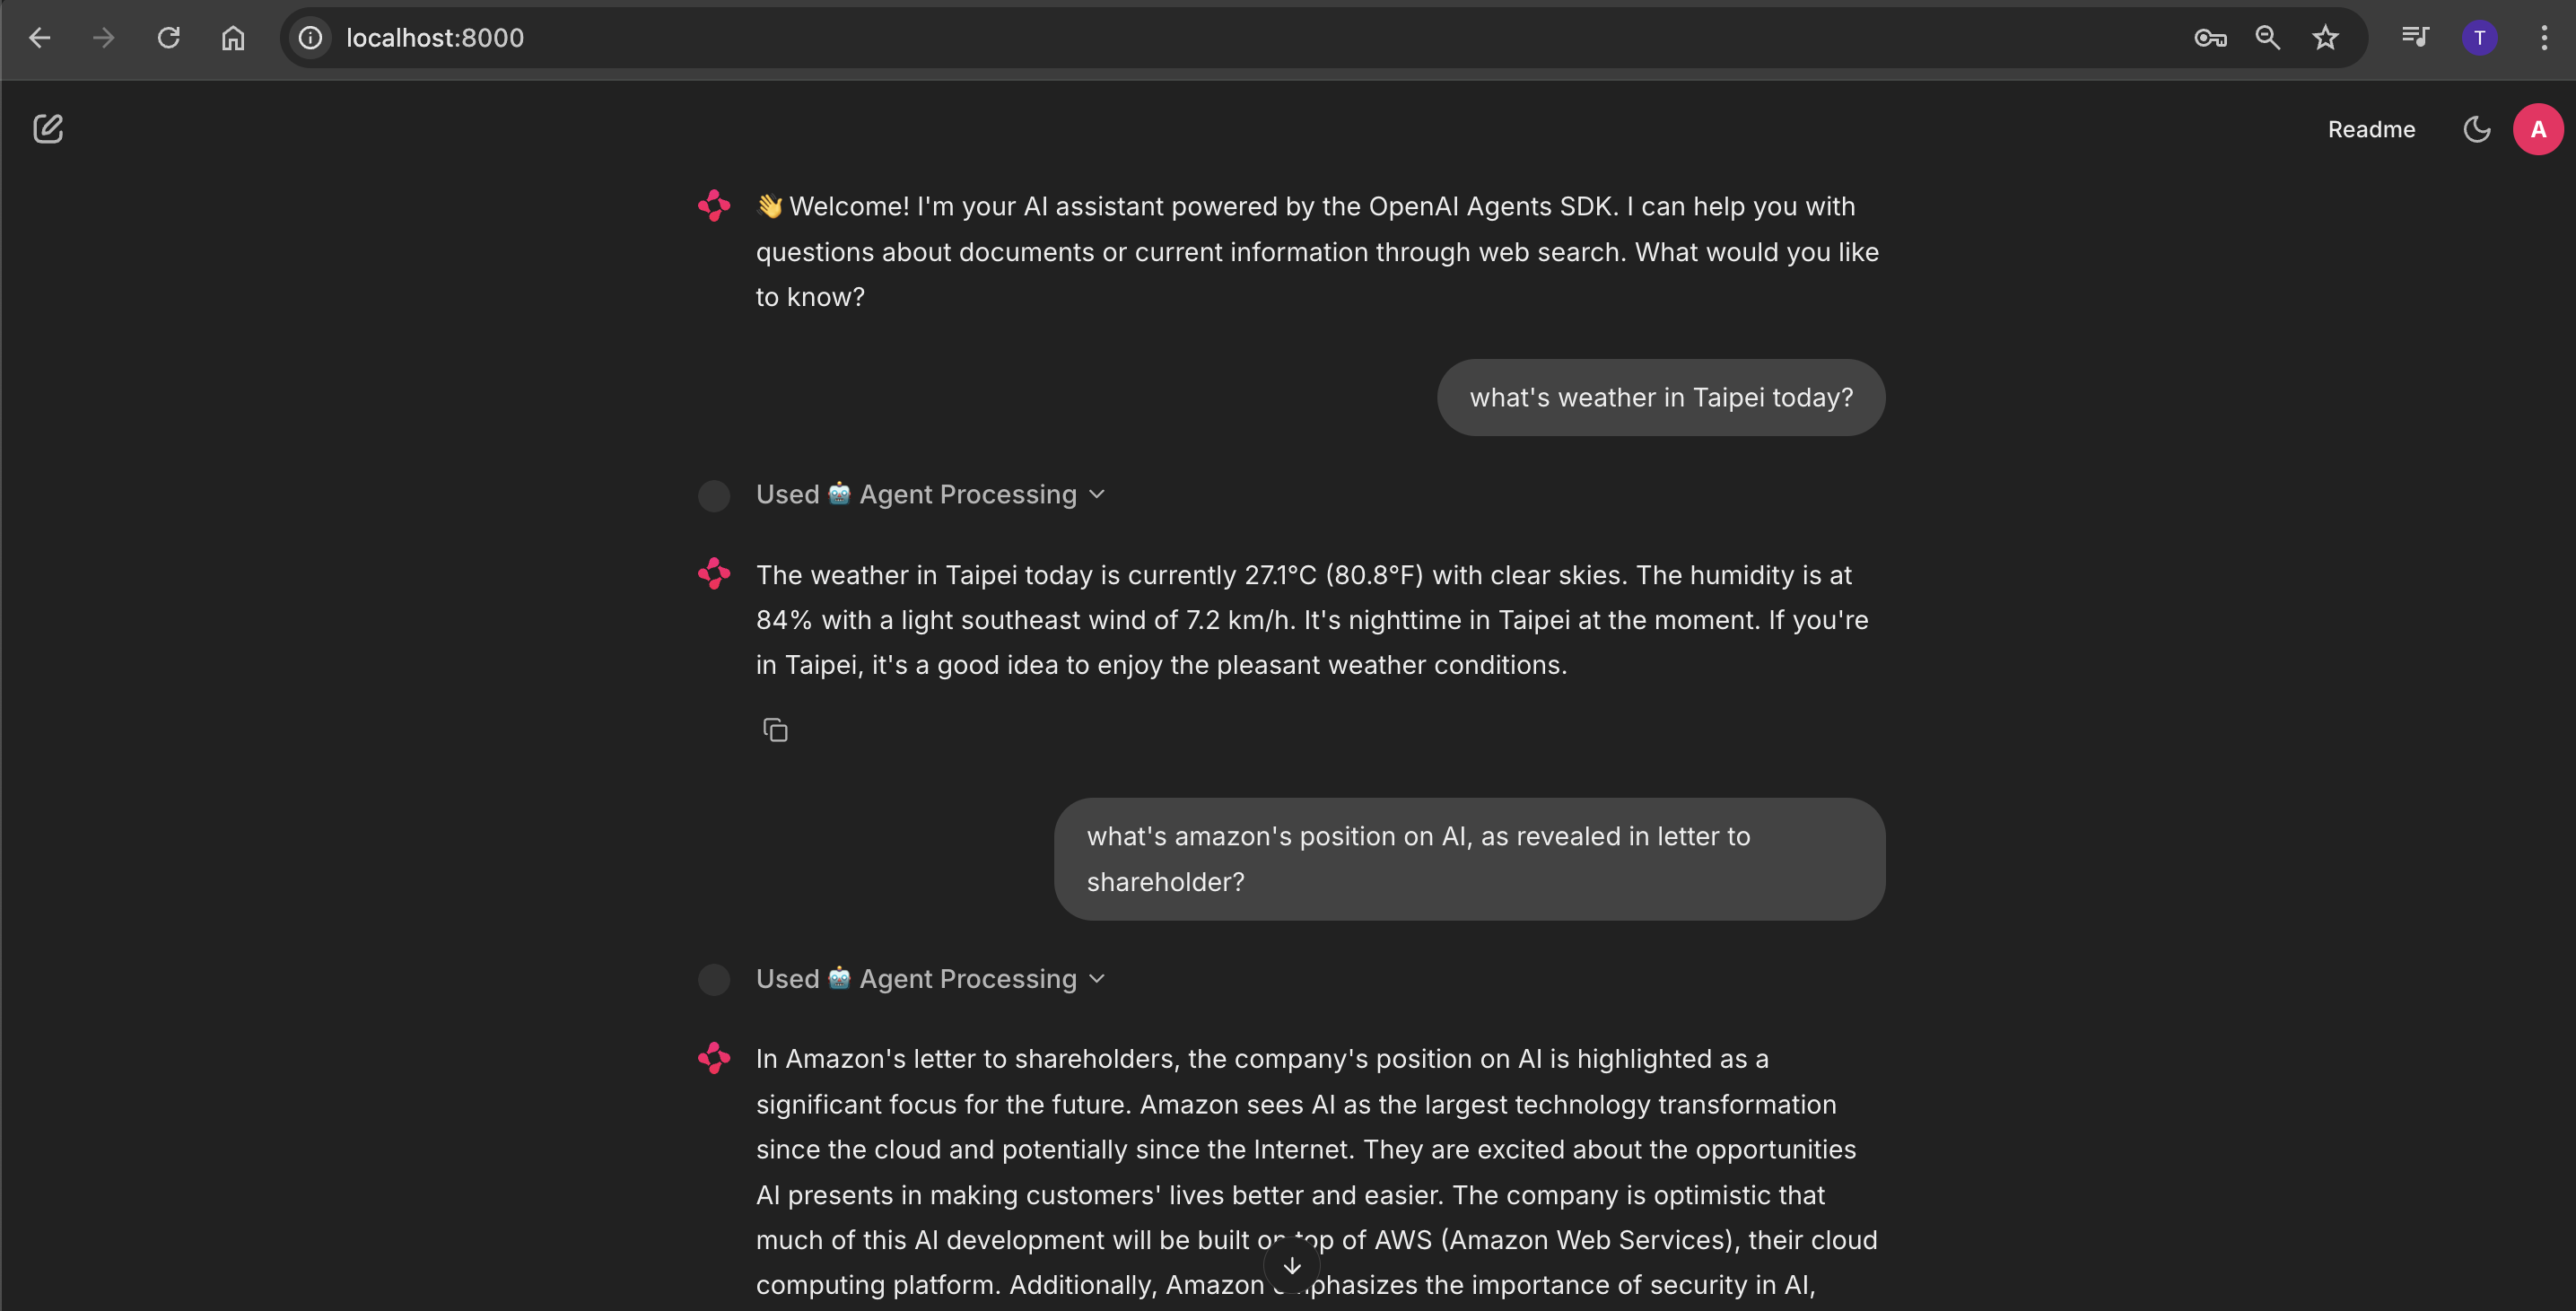 localhost:8000
T
Readme
A
👋 Welcome! I'm your AI assistant powered by the OpenAI Agents SDK. I can help you with
questions about documents or current information through web search. What would you like
to know?
what's weather in Taipei today?
Used 🤖 Agent Processing
The weather in Taipei today is currently 27.1°C (80.8°F) with clear skies. The humidity is at
84% with a light southeast wind of 7.2 km/h. It's nighttime in Taipei at the moment. If you're
in Taipei, it's a good idea to enjoy the pleasant weather conditions.
what's amazon's position on AI, as revealed in letter to
shareholder?
Used 🤖 Agent Processing
In Amazon's letter to shareholders, the company's position on AI is highlighted as a
significant focus for the future. Amazon sees AI as the largest technology transformation
since the cloud and potentially since the Internet. They are excited about the opportunities
AI presents in making customers' lives better and easier. The company is optimistic that
much of this AI development will be built on top of AWS (Amazon Web Services), their cloud
computing platform. Additionally, Amazon emphasizes the importance of security in AI,